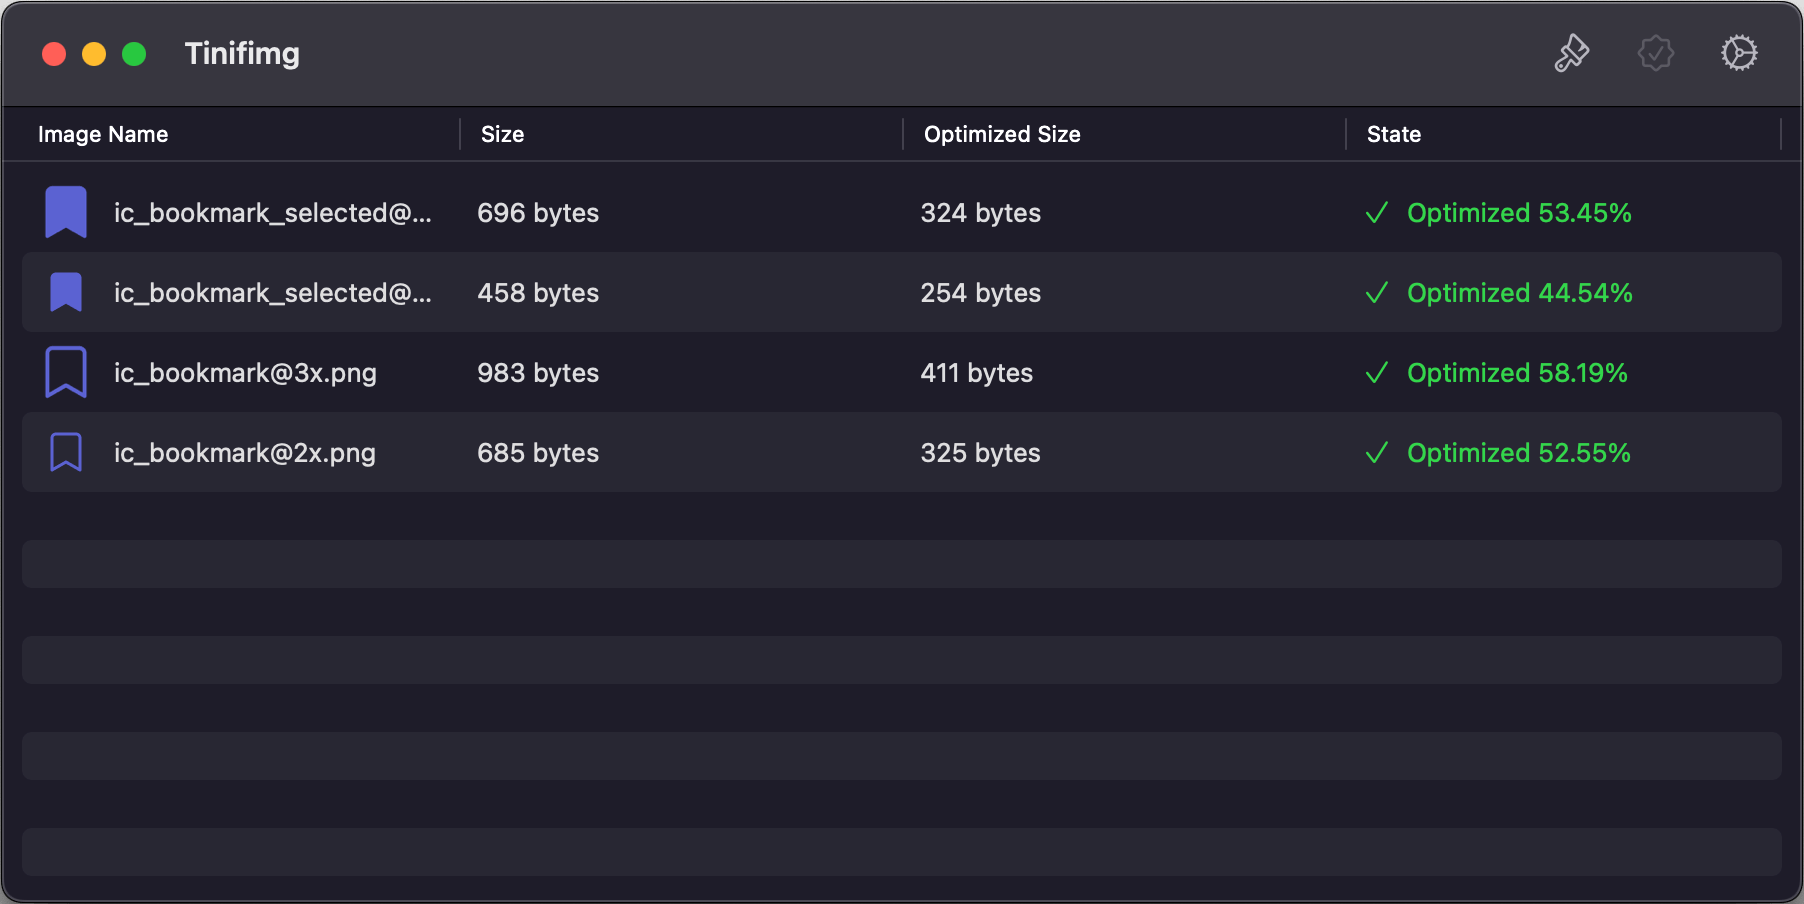 Tinifimg
Image Name Size Optimized Size State
ic_bookmark_selected@... 696 bytes 324 bytes Optimized 53.45%
ic_bookmark_selected@... 458 bytes 254 bytes Optimized 44.54%
ic_bookmark@3x.png 983 bytes 411 bytes Optimized 58.19%
ic_bookmark@2x.png 685 bytes 325 bytes Optimized 52.55%